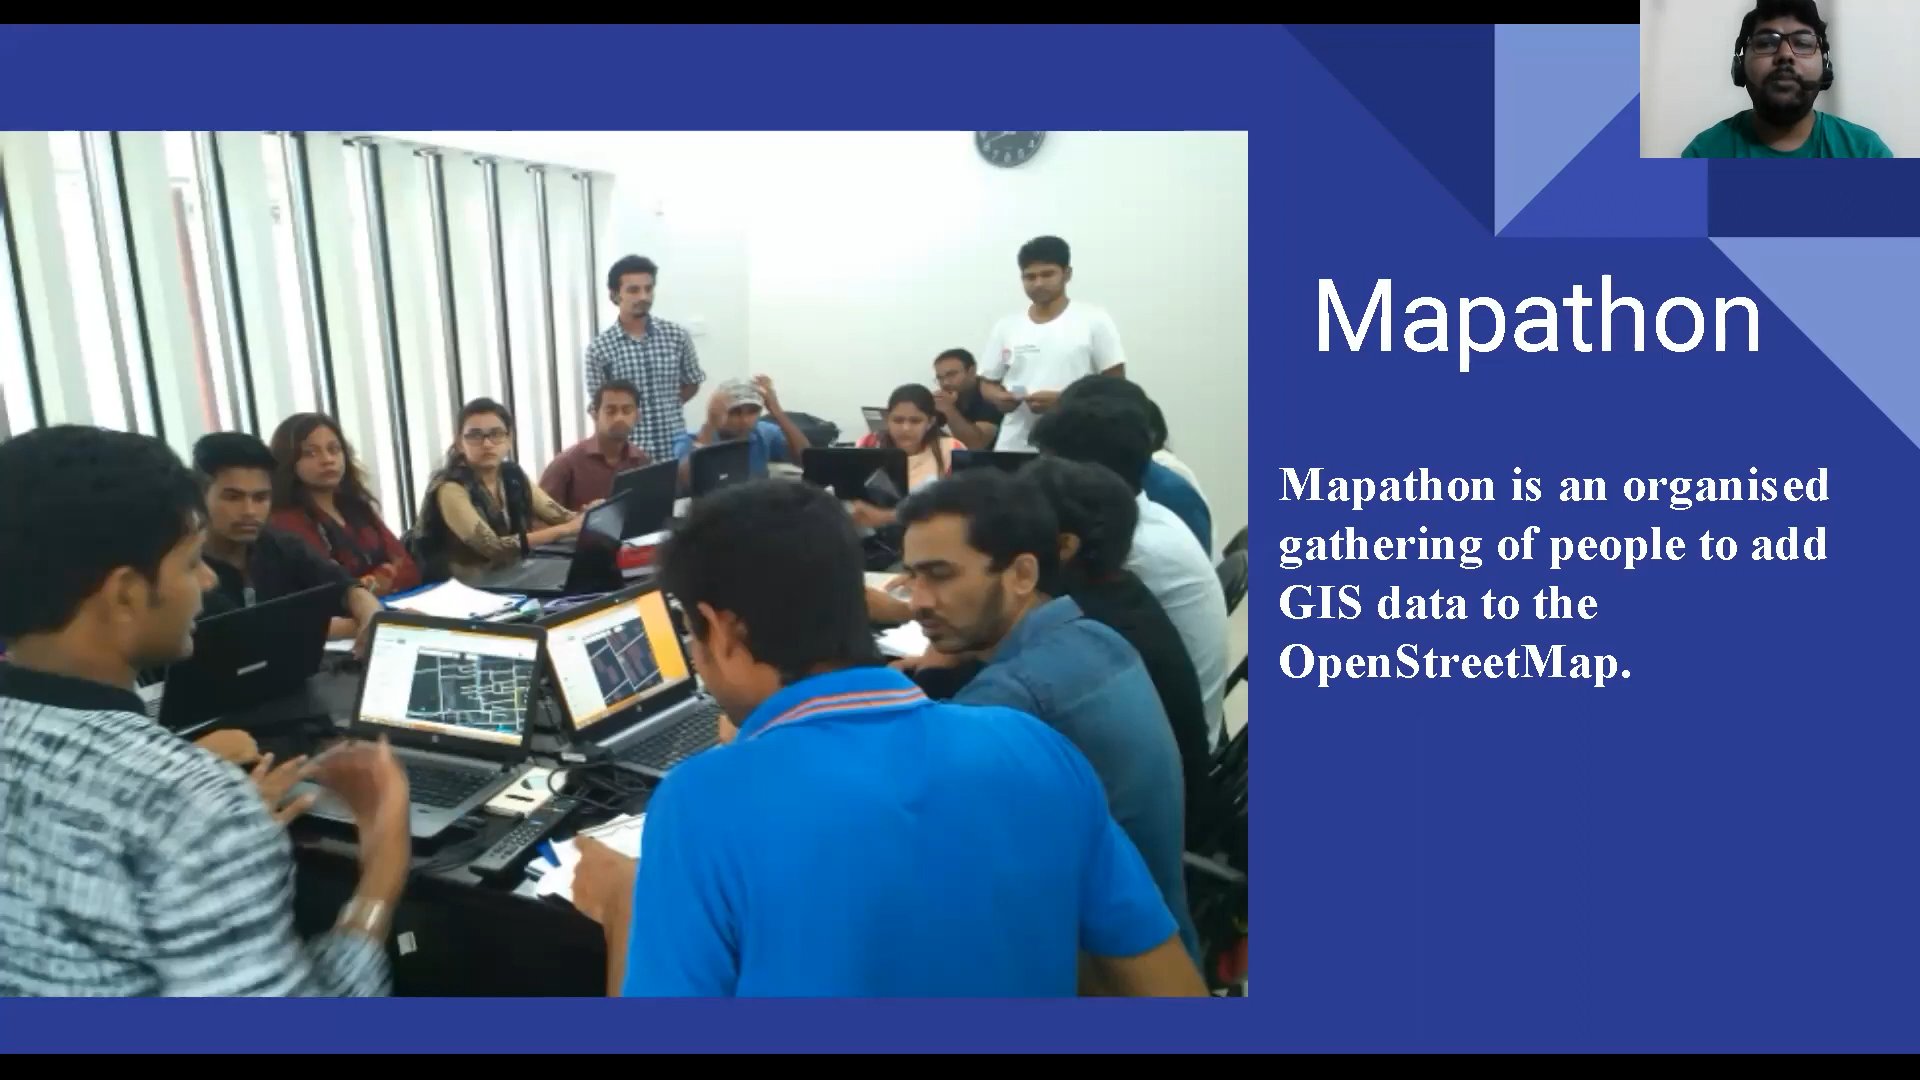 Mapathon
Mapathon is an organised
gathering of people to add
GIS data to the
OpenStreetMap.